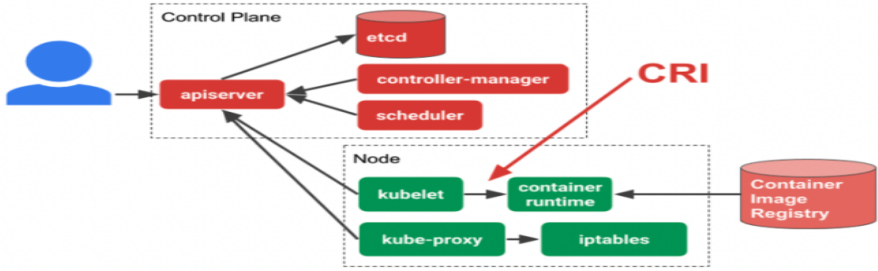 Control Plane
etcd
controller-manager
apiserver
scheduler
CRI
Node
kubelet
container
runtime
Container
Image
Registry
kube-proxy
iptables